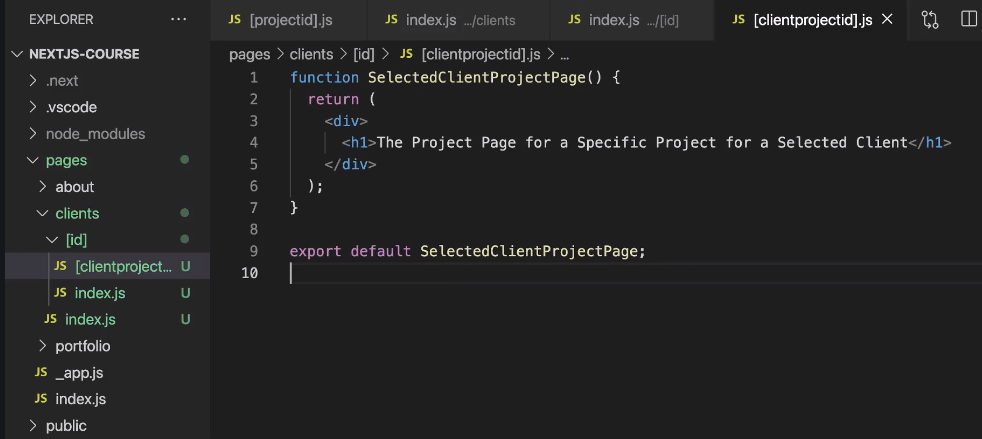 EXPLORER ...
NEXTJS-COURSE
.next
.vscode
node_modules
pages
about
clients
[id]
JS [clientproject... U
JS index.js U
JS index.js U
portfolio
JS _app.js
JS index.js
public
JS [projectid].js JS index.js .../clients JS index.js .../[id] JS [clientprojectid].js
pages > clients > [id] > JS [clientprojectid].js > ...
1 function SelectedClientProjectPage() {
2 return (
3 <div>
4 <h1>The Project Page for a Specific Project for a Selected Client</h1>
5 </div>
6 );
7 }
8
9 export default SelectedClientProjectPage;
10